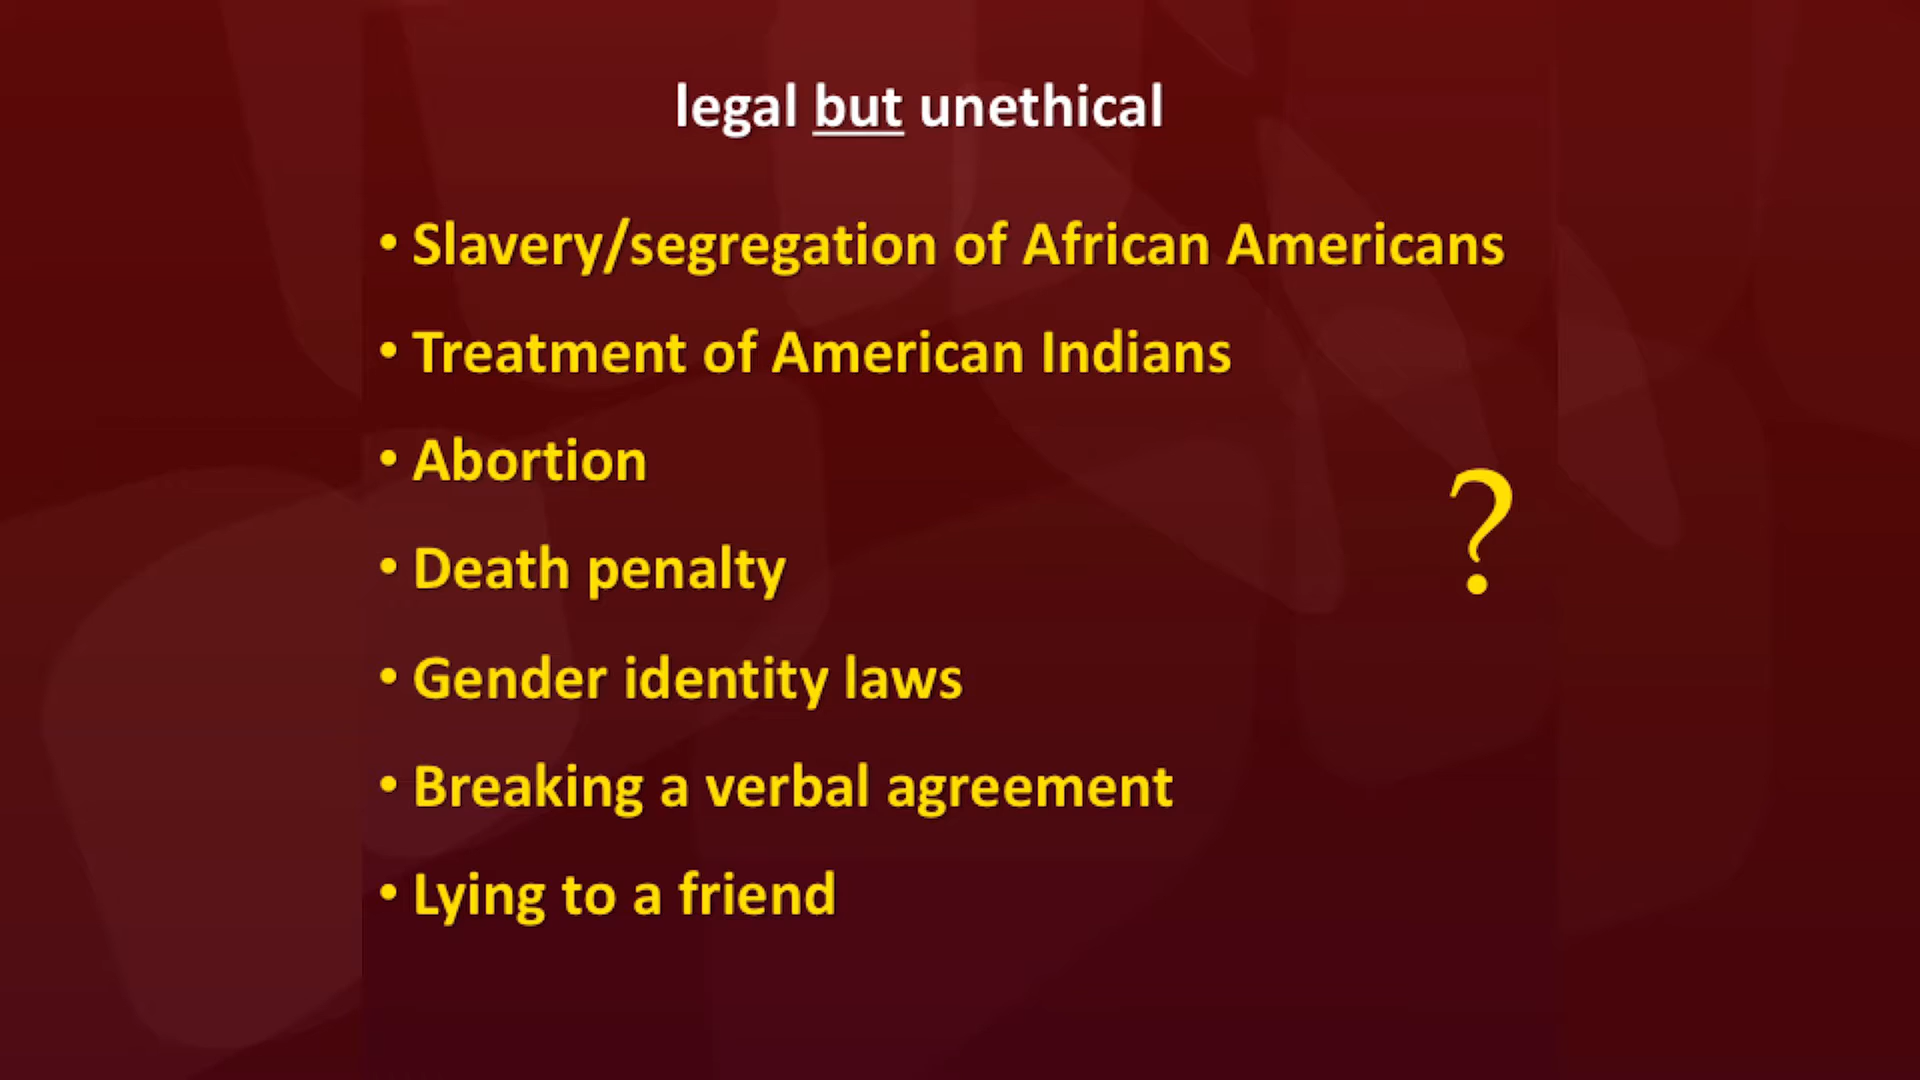 legal but unethical
• Slavery/segregation of African Americans
• Treatment of American Indians
• Abortion
?
• Death penalty
• Gender identity laws
• Breaking a verbal agreement
• Lying to a friend